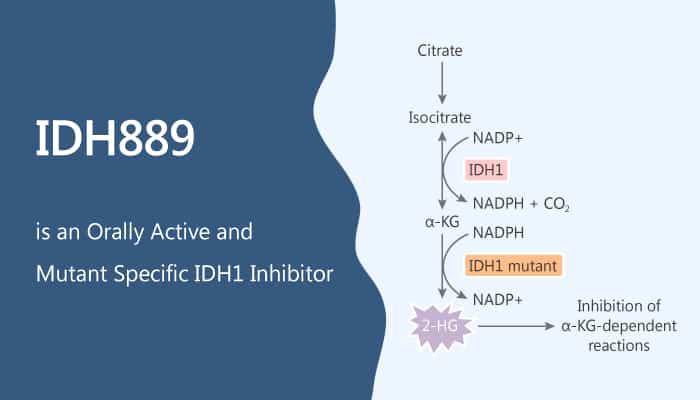 IDH889
is an Orally Active and
Mutant Specific IDH1 Inhibitor
Citrate
Isocitrate
NADP+
IDH1
NADPH + CO₂
α-KG
NADPH
IDH1 mutant
NADP+
2-HG
Inhibition of
α-KG-dependent
reactions